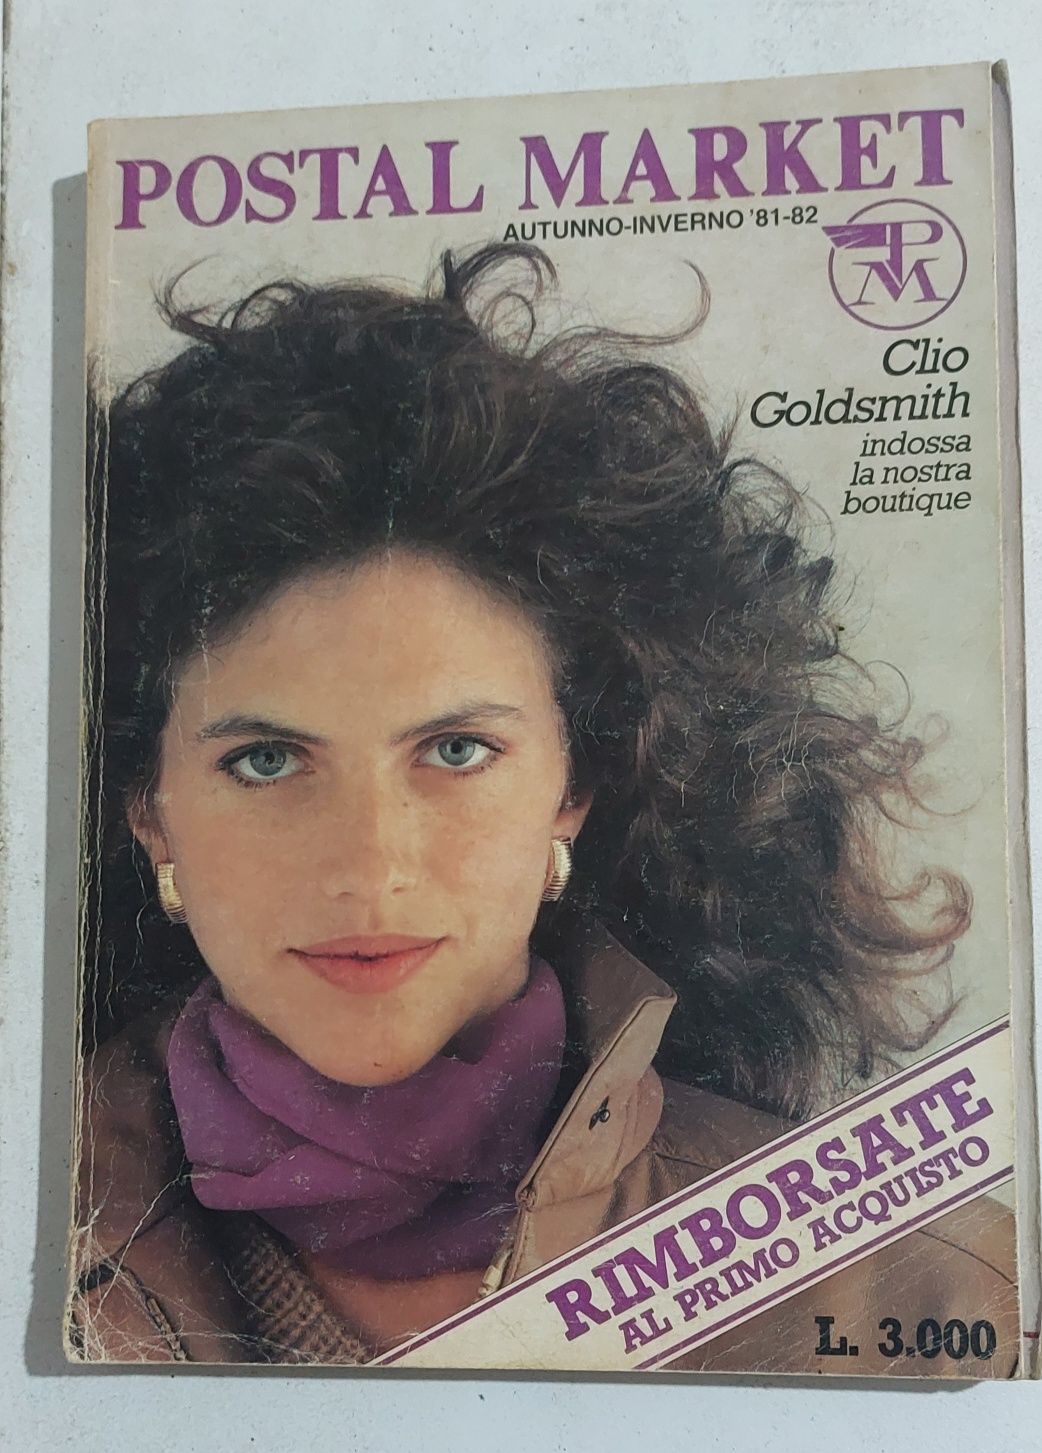 POSTAL MARKET
AUTUNNO-INVERNO '81-82
PM
Clio
Goldsmith
indossa
la nostra
boutique
RIMBORSATE
AL PRIMO ACQUISTO
L. 3.000